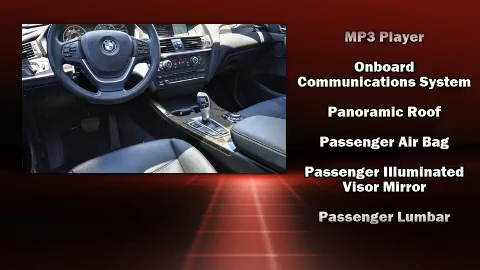 MP3 Player
Onboard
Communications System
Panoramic Roof
Passenger Air Bag
Passenger Illuminated
Visor Mirror
Passenger Lumbar